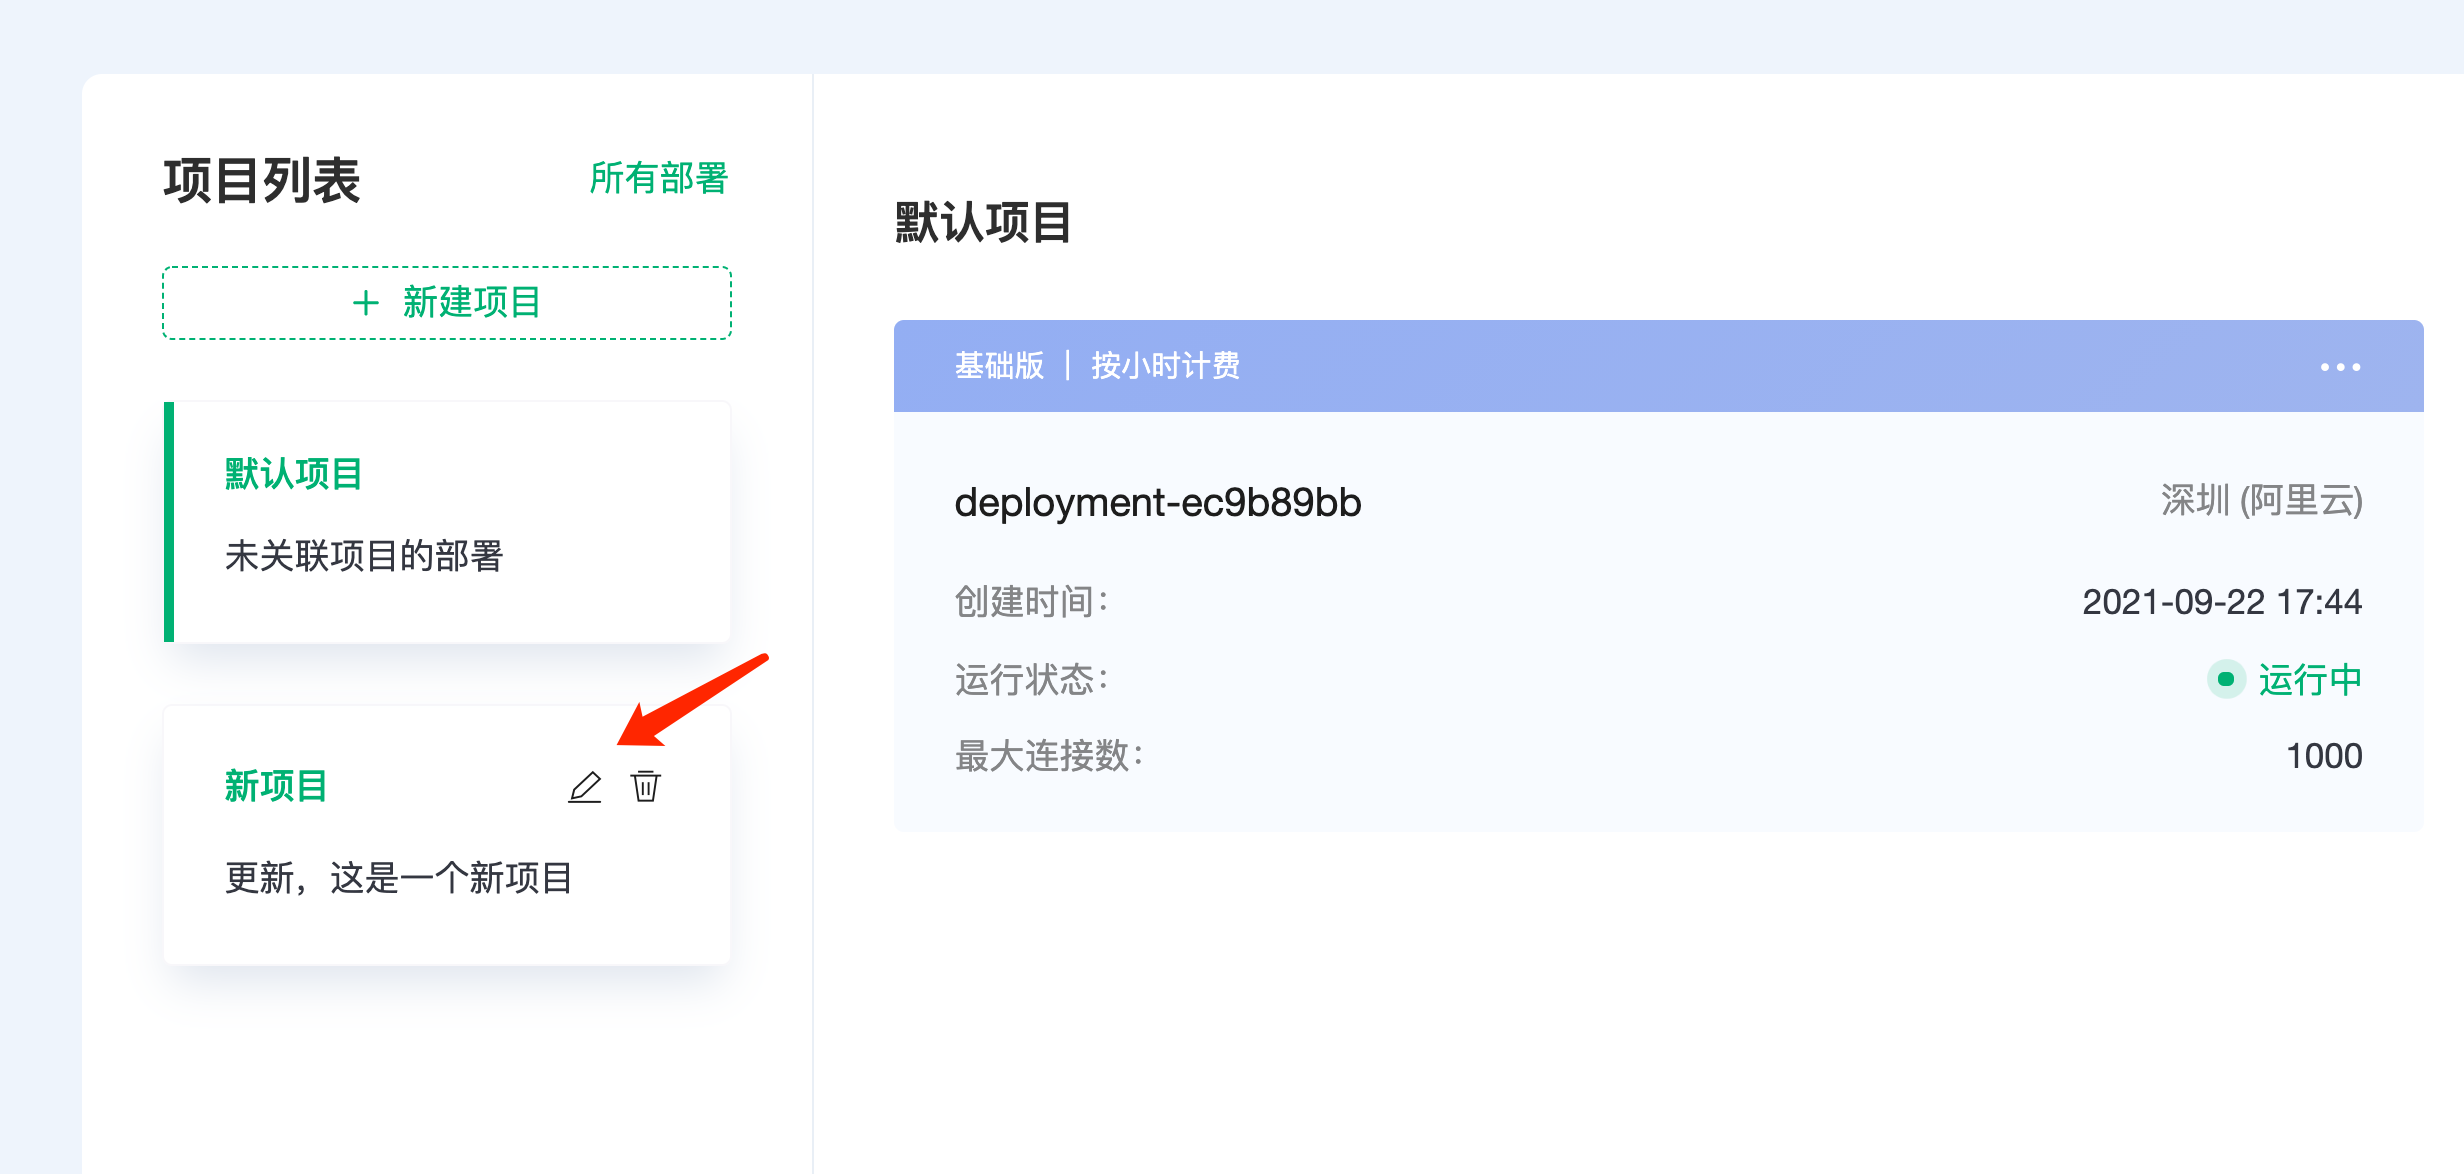 项目列表
所有部署
+ 新建项目
默认项目
未关联项目的部署
新项目
更新，这是一个新项目
默认项目
基础版 | 按小时计费
deployment-ec9b89bb
深圳 (阿里云)
创建时间：
2021-09-22 17:44
运行状态：
运行中
最大连接数：
1000